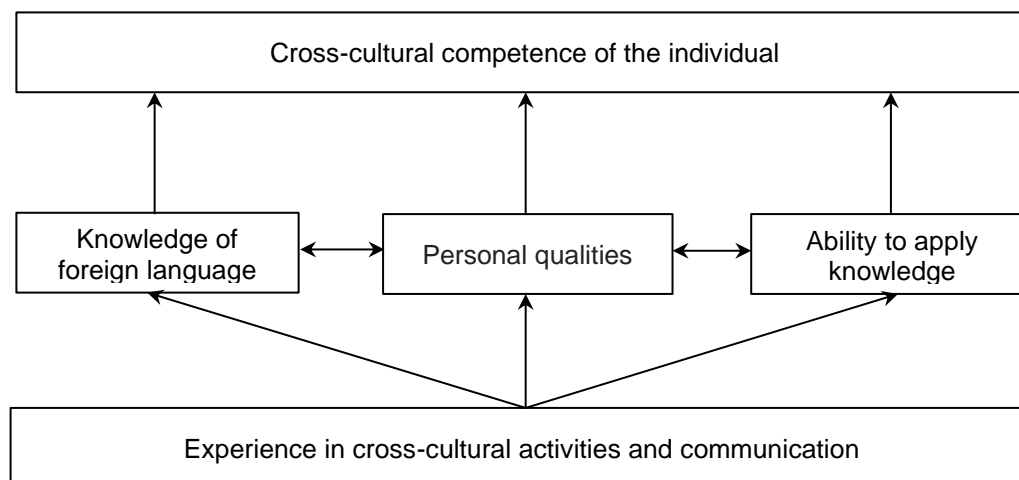 Cross-cultural competence of the individual
Knowledge of
foreign language
Personal qualities
Ability to apply
knowledge
Experience in cross-cultural activities and communication